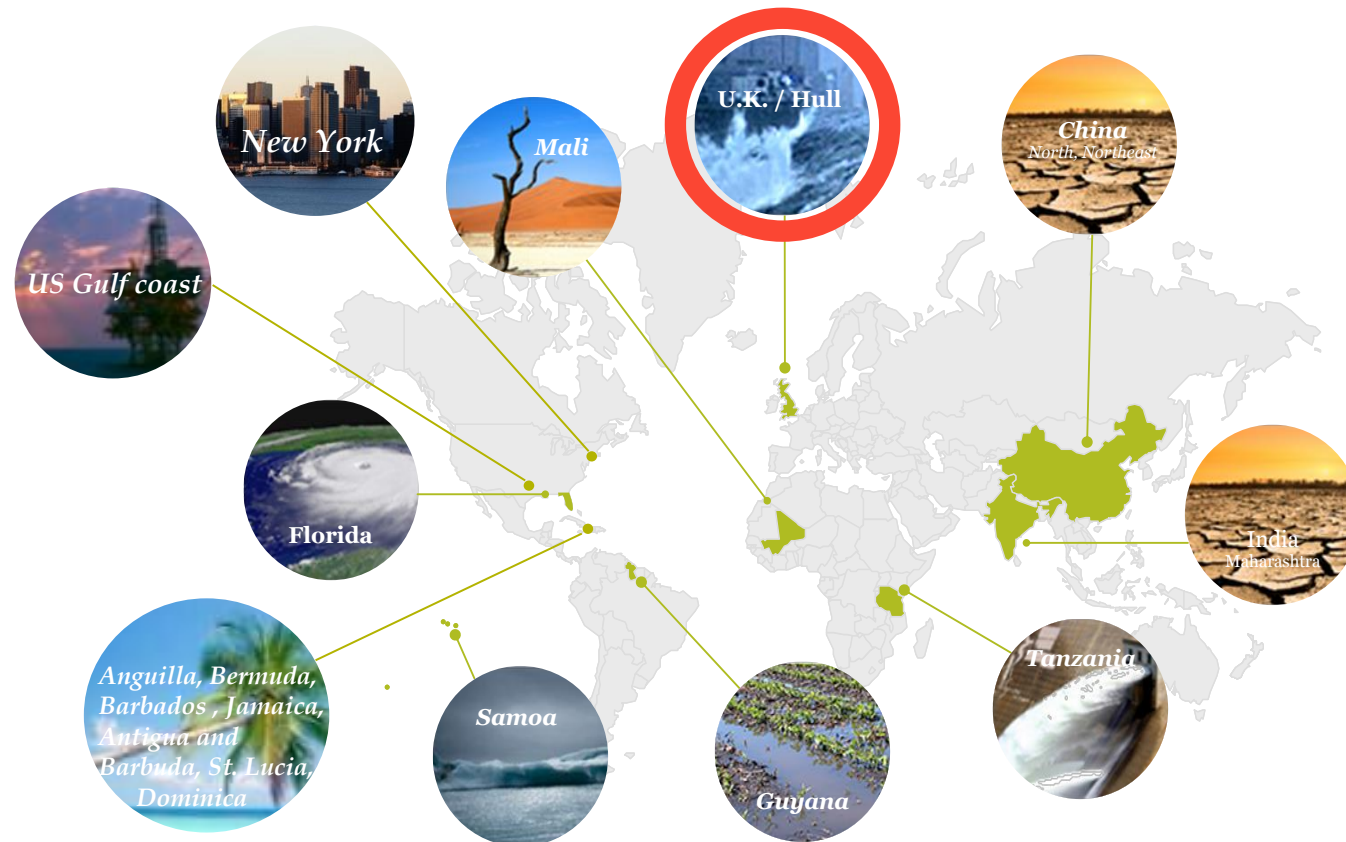 New York
Mali
U.K. / Hull
China
North, Northeast
US Gulf coast
Florida
India
Maharashtra
Anguilla, Bermuda,
Barbados , Jamaica,
Antigua and
Barbuda, St. Lucia,
Dominica
Samoa
Guyana
Tanzania